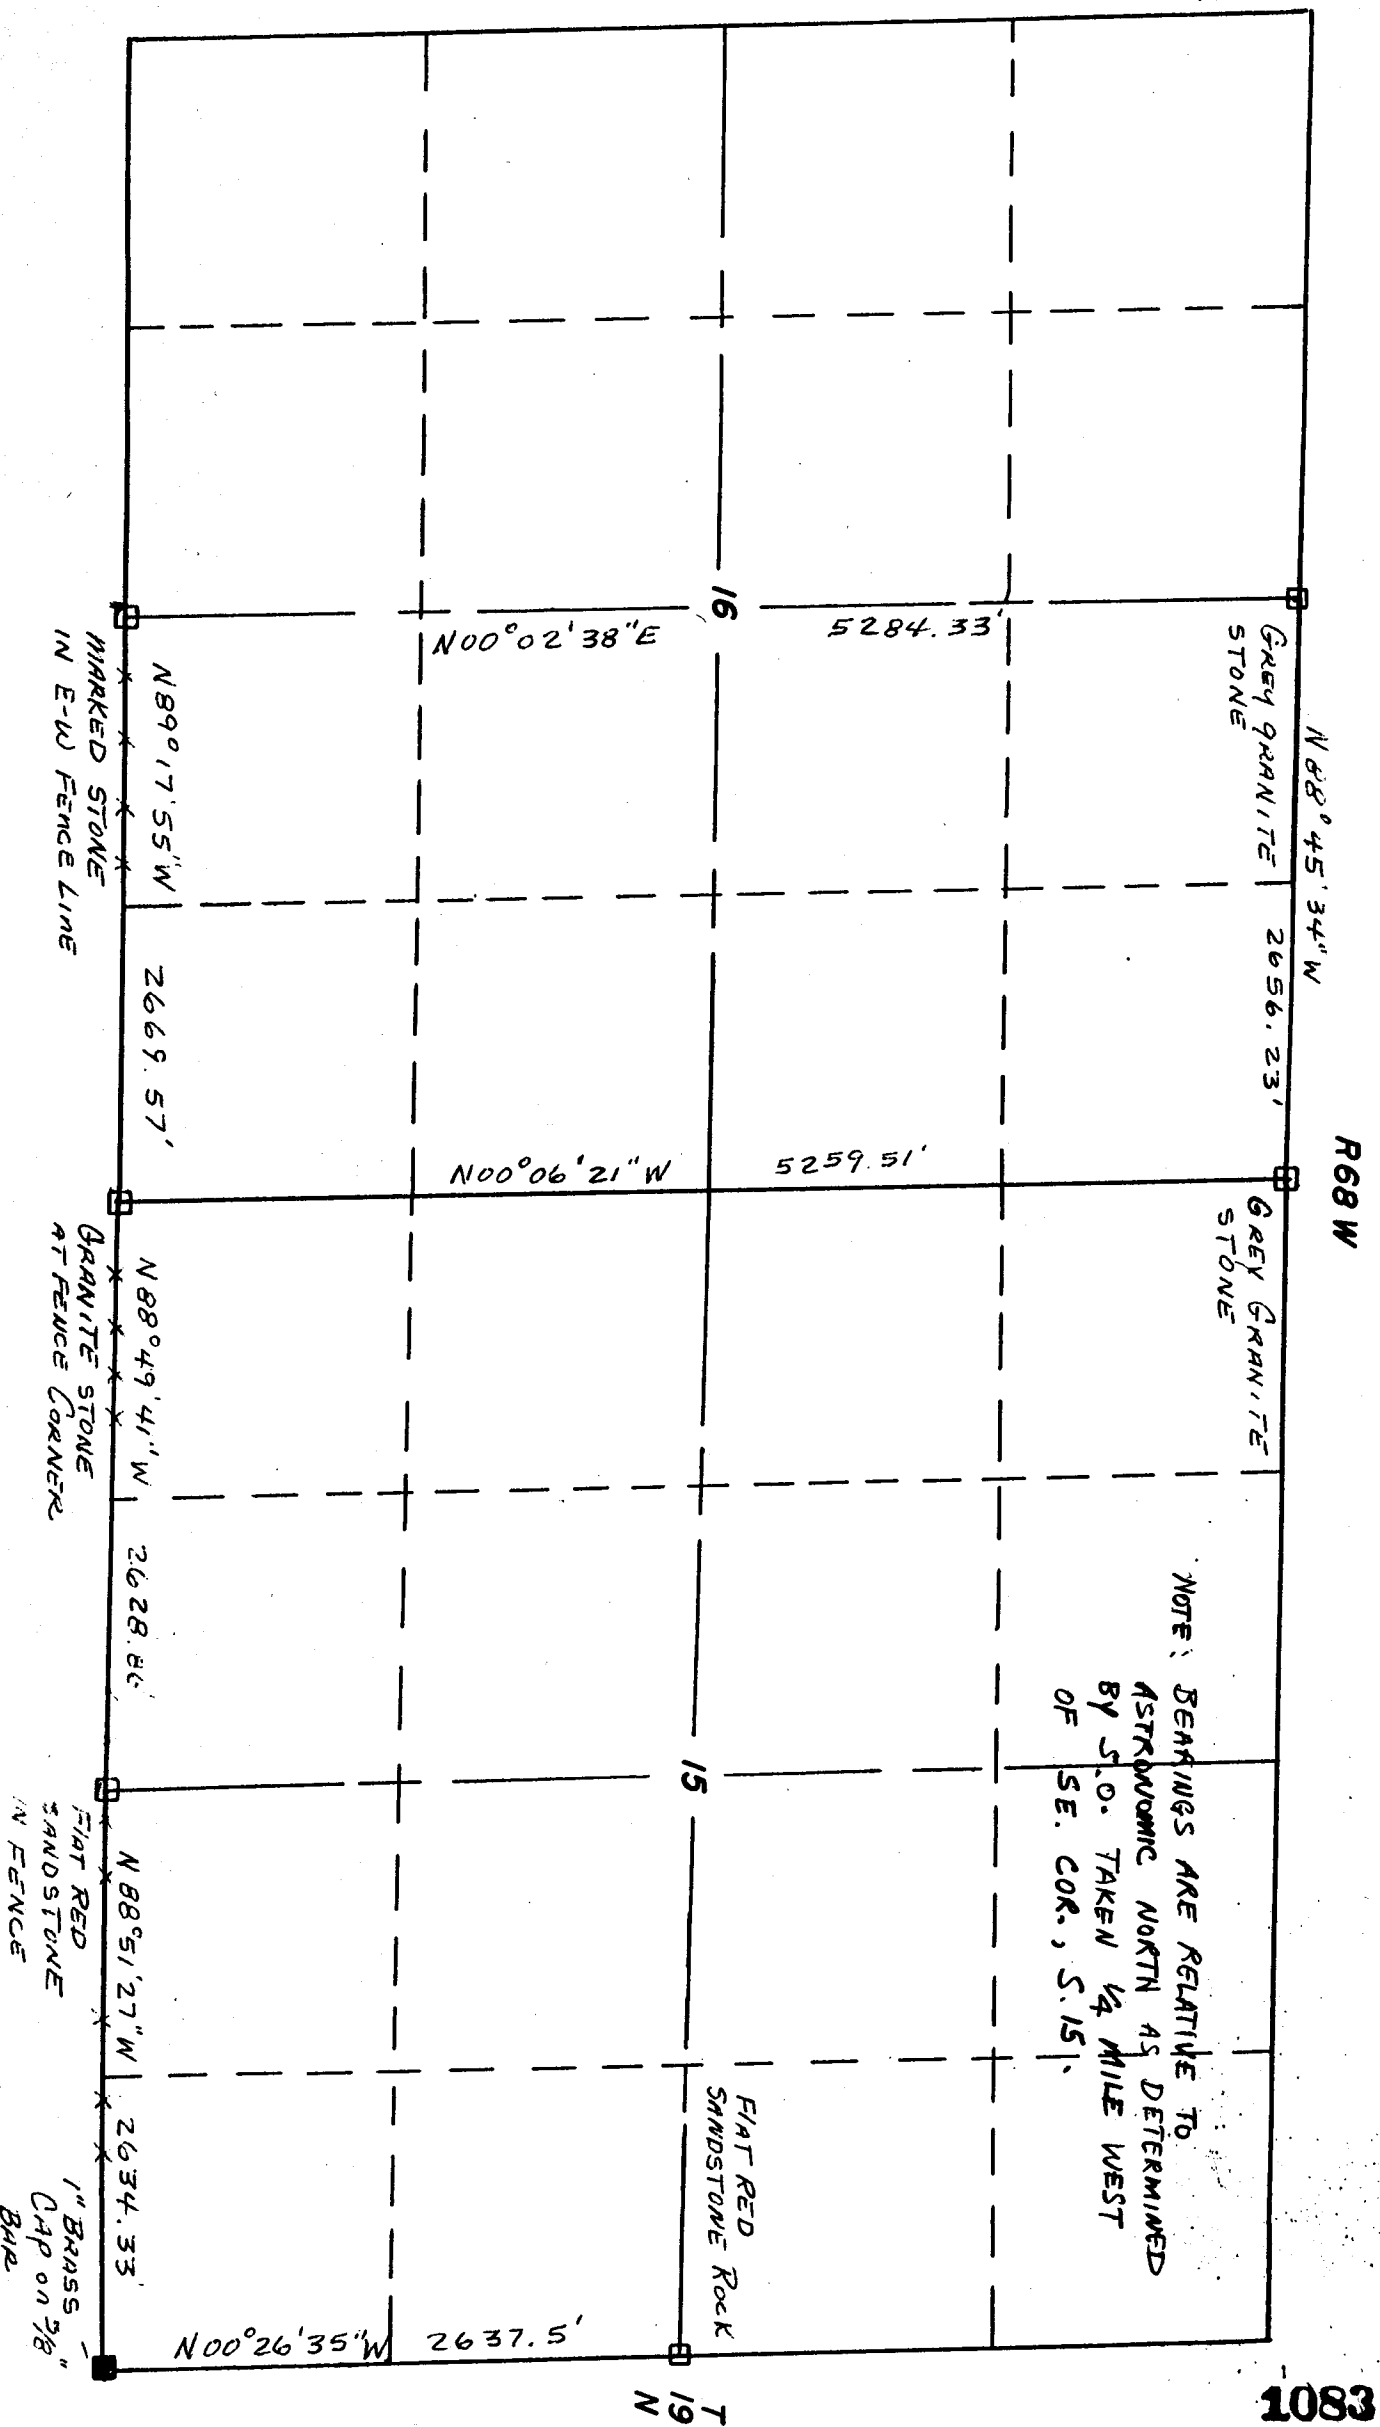 R68W
N88°45'34"W 2656.23'
GREY GRANITE
STONE
GREY GRANITE
STONE
NOTE: BEARINGS ARE RELATIVE TO
ASTRONOMIC NORTH AS DETERMINED
BY S.O. TAKEN 1/4 MILE WEST
OF SE. COR., S.15.
16
N00°02'38"E 5284.33'
N00°06'21"W 5259.51'
15
FlAT RED
SANDSTONE ROCK
T
19
N
N00°26'35"W 2637.5'
N89°17'55"W 2669.57'
MARKED STONE
IN E-W FENCE LINE
N88°49'41"W
GRANITE STONE
AT FENCE CORNER
N88°51'27"W 2634.33'
FlAT RED
SANDSTONE
IN FENCE
1" BRASS
CAP on 5/8"
BAR
1083